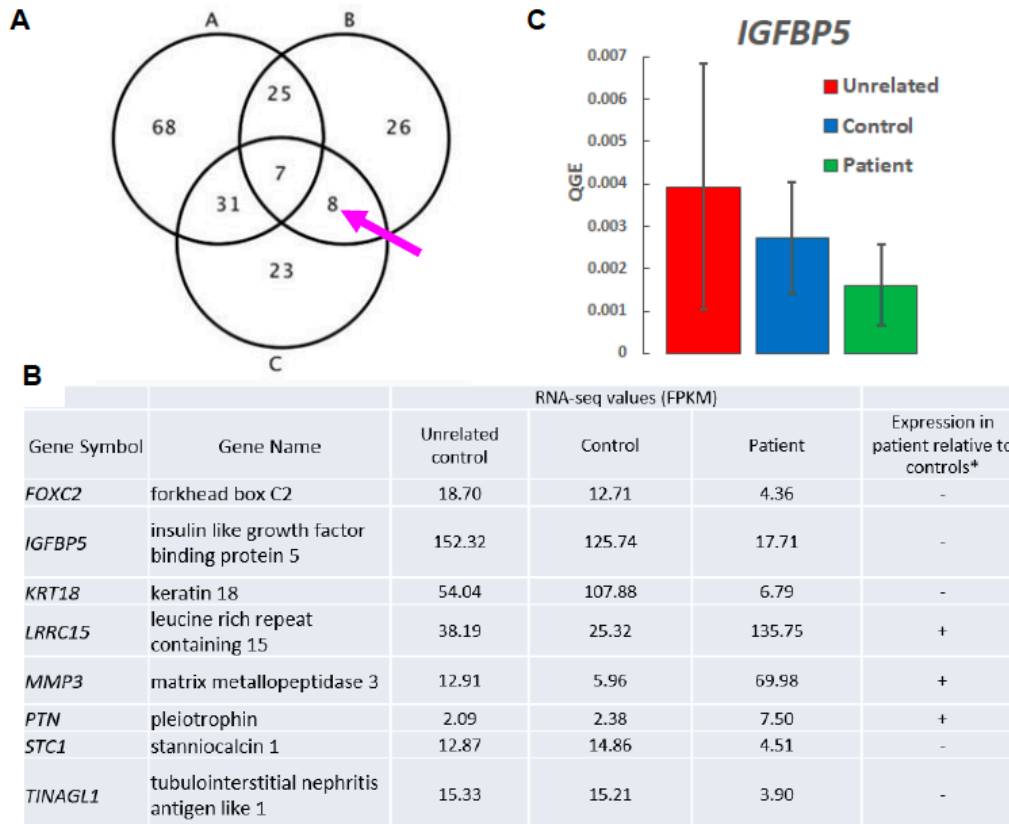 A
A
B
25
68
26
7
31
8
23
C
C
IGFBP5
0.007
0.006
0.005
0.004
0.003
0.002
0.001
0
QGE
Unrelated
Control
Patient
B
RNA-seq values (FPKM)
Gene Symbol Gene Name Unrelated control Control Patient Expression in patient relative to controls*
FOXC2 forkhead box C2 18.70 12.71 4.36 -
IGFBP5 insulin like growth factor binding protein 5 152.32 125.74 17.71 -
KRT18 keratin 18 54.04 107.88 6.79 -
LRRC15 leucine rich repeat containing 15 38.19 25.32 135.75 +
MMP3 matrix metallopeptidase 3 12.91 5.96 69.98 +
PTN pleiotrophin 2.09 2.38 7.50 +
STC1 stanniocalcin 1 12.87 14.86 4.51 -
TINAGL1 tubulointerstitial nephritis antigen like 1 15.33 15.21 3.90 -